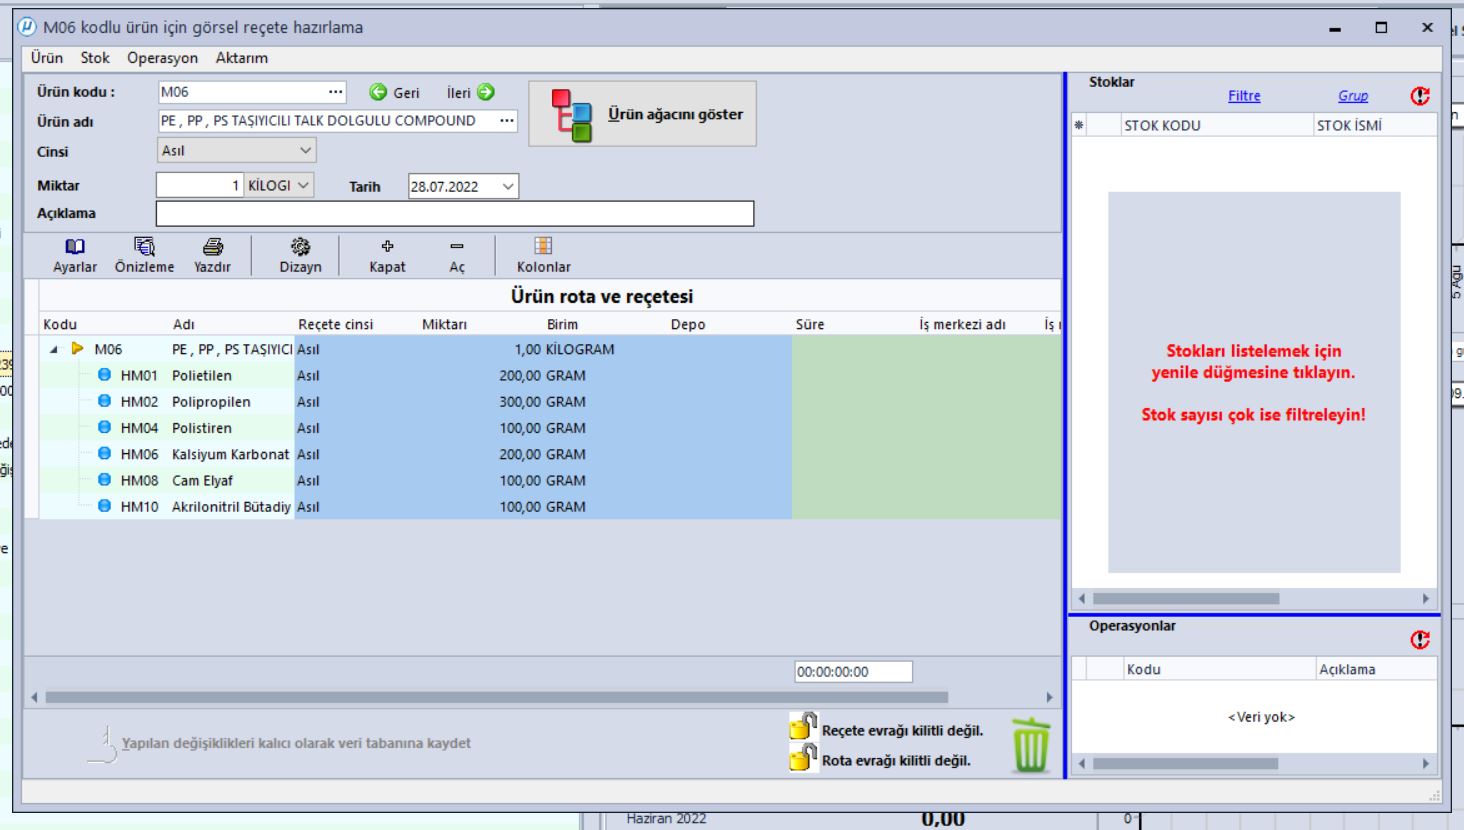 M06 kodlu ürün için görsel reçete hazırlama
Ürün Stok Operasyon Aktarım
Ürün kodu : M06 ... Geri İleri
Ürün adı PE , PP , PS TAŞIYICILI TALK DOLGULU COMPOUND ...
Ürün ağacını göster
Cinsi Asıl
Miktar 1 KİLOGI Tarih 28.07.2022
Açıklama
Ayarlar Önizleme Yazdır Dizayn Kapat Aç Kolonlar
Ürün rota ve reçetesi
Kodu Adı Reçete cinsi Miktarı Birim Depo Süre İş merkezi adı İş
M06 PE , PP , PS TAŞIYICI Asıl 1,00 KİLOGRAM
HM01 Polietilen Asıl 200,00 GRAM
HM02 Polipropilen Asıl 300,00 GRAM
HM04 Polistiren Asıl 100,00 GRAM
HM06 Kalsiyum Karbonat Asıl 200,00 GRAM
HM08 Cam Elyaf Asıl 100,00 GRAM
HM10 Akrilonitril Bütadiy Asıl 100,00 GRAM
00:00:00:00
Yapılan değişiklikleri kalıcı olarak veri tabanına kaydet
Reçete evrağı kilitli değil.
Rota evrağı kilitli değil.
Stoklar
Filtre Grup
STOK KODU STOK İSMİ
Stokları listelemek için
yenile düğmesine tıklayın.
Stok sayısı çok ise filtreleyin!
Operasyonlar
Kodu Açıklama
<Veri yok>
5 Ağu
Haziran 2022 0,00 0